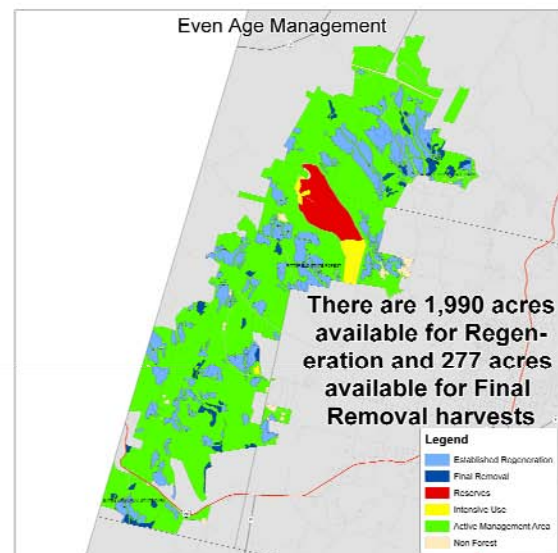 Even Age Management
There are 1,990 acres
available for Regen-
eration and 277 acres
available for Final
Removal harvests
Legend
Established Regeneration
Final Removal
Reserves
Intensive Use
Active Management Area
Non Forest